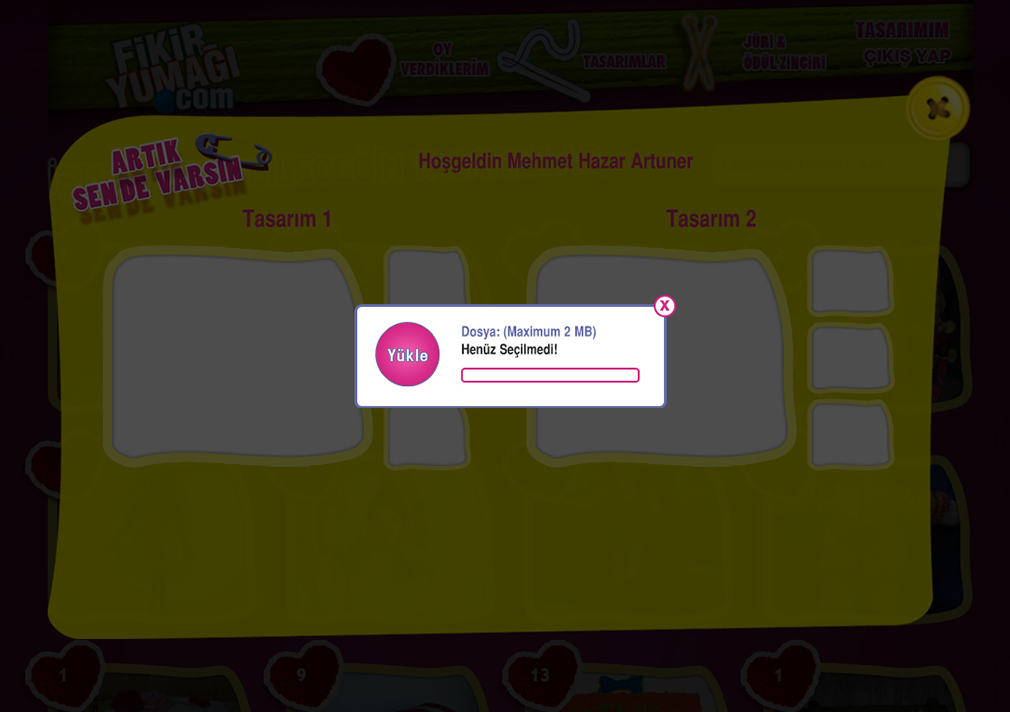 FİKİR
YUMAĞI
.com
OY
VERDİKLERİM
TASARIMLAR
JÜRİ &
ÖDÜL ZİNCİRİ
TASARIMIM
ÇIKIŞ YAP
ARTIK
SEN DE VARSIN
Hoşgeldin Mehmet Hazar Artuner
Tasarım 1
Tasarım 2
X
Yükle
Dosya: (Maximum 2 MB)
Henüz Seçilmedi!
1
9
13
1